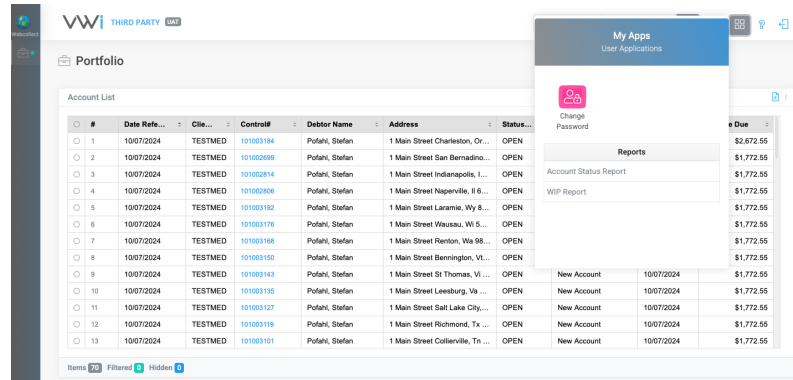 Webcollect
VWi THIRD PARTY UAT
My Apps
User Applications
Change
Password
Reports
Account Status Report
WIP Report
Portfolio
Account List
# Date Refe... Clie... Control# Debtor Name Address Status... e Due
1 10/07/2024 TESTMED 101003184 Pofahl, Stefan 1 Main Street Charleston, Or... OPEN $2,672.55
2 10/07/2024 TESTMED 101002699 Pofahl, Stefan 1 Main Street San Bernadino... OPEN $1,772.55
3 10/07/2024 TESTMED 101002814 Pofahl, Stefan 1 Main Street Indianapolis, I... OPEN $1,772.55
4 10/07/2024 TESTMED 101002806 Pofahl, Stefan 1 Main Street Naperville, Il 6... OPEN $1,772.55
5 10/07/2024 TESTMED 101003192 Pofahl, Stefan 1 Main Street Laramie, Wy 8... OPEN $1,772.55
6 10/07/2024 TESTMED 101003176 Pofahl, Stefan 1 Main Street Wausau, Wi 5... OPEN $1,772.55
7 10/07/2024 TESTMED 101003168 Pofahl, Stefan 1 Main Street Renton, Wa 98... OPEN $1,772.55
8 10/07/2024 TESTMED 101003150 Pofahl, Stefan 1 Main Street Bennington, Vt... OPEN $1,772.55
9 10/07/2024 TESTMED 101003143 Pofahl, Stefan 1 Main Street St Thomas, Vi ... OPEN New Account 10/07/2024 $1,772.55
10 10/07/2024 TESTMED 101003135 Pofahl, Stefan 1 Main Street Leesburg, Va ... OPEN New Account 10/07/2024 $1,772.55
11 10/07/2024 TESTMED 101003127 Pofahl, Stefan 1 Main Street Salt Lake City,... OPEN New Account 10/07/2024 $1,772.55
12 10/07/2024 TESTMED 101003119 Pofahl, Stefan 1 Main Street Richmond, Tx ... OPEN New Account 10/07/2024 $1,772.55
13 10/07/2024 TESTMED 101003101 Pofahl, Stefan 1 Main Street Collierville, Tn ... OPEN New Account 10/07/2024 $1,772.55
Items 70 Filtered 0 Hidden 0